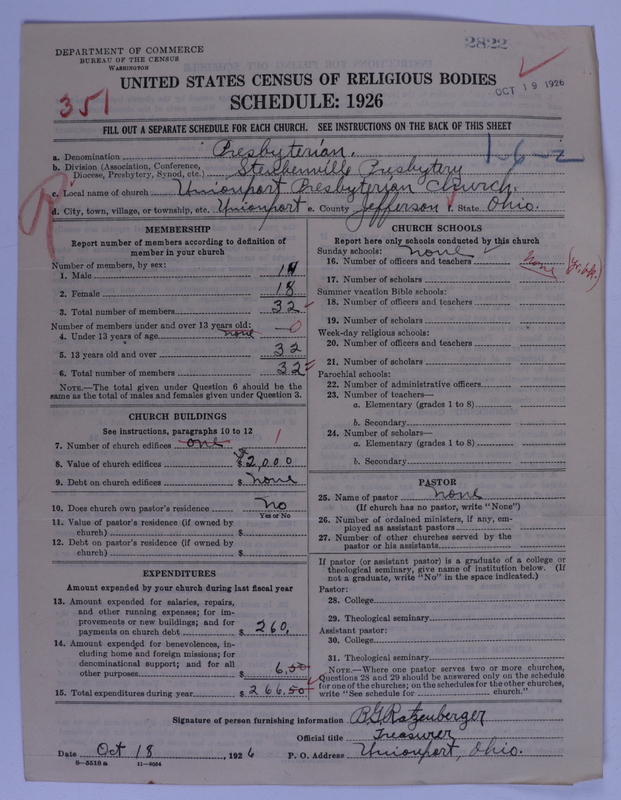 2822
DEPARTMENT OF COMMERCE
BUREAU OF THE CENSUS
WASHINGTON
OCT 19 1926
351
UNITED STATES CENSUS OF RELIGIOUS BODIES
SCHEDULE: 1926
FILL OUT A SEPARATE SCHEDULE FOR EACH CHURCH. SEE INSTRUCTIONS ON THE BACK OF THIS SHEET
1-6-2
a. Denomination Presbyterian.
b. Division (Association, Conference, Diocese, Presbytery, Synod, etc.) Steubenville Presbytery
c. Local name of church Unionport Presbyterian Church.
d. City, town, village, or township, etc. Unionport e. County Jefferson f. State Ohio.
R
MEMBERSHIP
Report number of members according to definition of
member in your church
Number of members, by sex:
1. Male 14
2. Female 18
3. Total number of members 32
Number of members under and over 13 years old:
4. Under 13 years of age none 0
5. 13 years old and over 32
6. Total number of members 32
NOTE.—The total given under Question 6 should be the
same as the total of males and females given under Question 3.
CHURCH BUILDINGS
See instructions, paragraphs 10 to 12
7. Number of church edifices one 1
8. Value of church edifices $ 2,000
9. Debt on church edifices $ none
10. Does church own pastor's residence No
Yes or No
11. Value of pastor's residence (if owned by
church) $
12. Debt on pastor's residence (if owned by
church) $
EXPENDITURES
Amount expended by your church during last fiscal year
13. Amount expended for salaries, repairs,
and other running expenses; for im-
provements or new buildings; and for
payments on church debt $ 260,
14. Amount expended for benevolences, in-
cluding home and foreign missions; for
denominational support; and for all
other purposes $ 6,50
15. Total expenditures during year $ 266.50
CHURCH SCHOOLS
Report here only schools conducted by this church
Sunday schools: none
16. Number of officers and teachers none
17. Number of scholars
Summer vacation Bible schools:
18. Number of officers and teachers
19. Number of scholars
Week-day religious schools:
20. Number of officers and teachers
21. Number of scholars
Parochial schools:
22. Number of administrative officers
23. Number of teachers—
a. Elementary (grades 1 to 8)
b. Secondary
24. Number of scholars—
a. Elementary (grades 1 to 8)
b. Secondary
PASTOR
25. Name of pastor none
(If church has no pastor, write "None")
26. Number of ordained ministers, if any, em-
ployed as assistant pastors
27. Number of other churches served by the
pastor or his assistants
If pastor (or assistant pastor) is a graduate of a college or
theological seminary, give name of institution below. (If
not a graduate, write "No" in the space indicated.)
Pastor:
28. College
29. Theological seminary
Assistant pastor:
30. College
31. Theological seminary
NOTE.—Where one pastor serves two or more churches,
Questions 28 and 29 should be answered only on the schedule
for one of the churches; on the schedules for the other churches,
write "See schedule for church."
Signature of person furnishing information B G Ratzenberger
Official title Treasurer
Date Oct 18, 1926 P. O. Address Unionport, Ohio.
8—5518a 11—9064